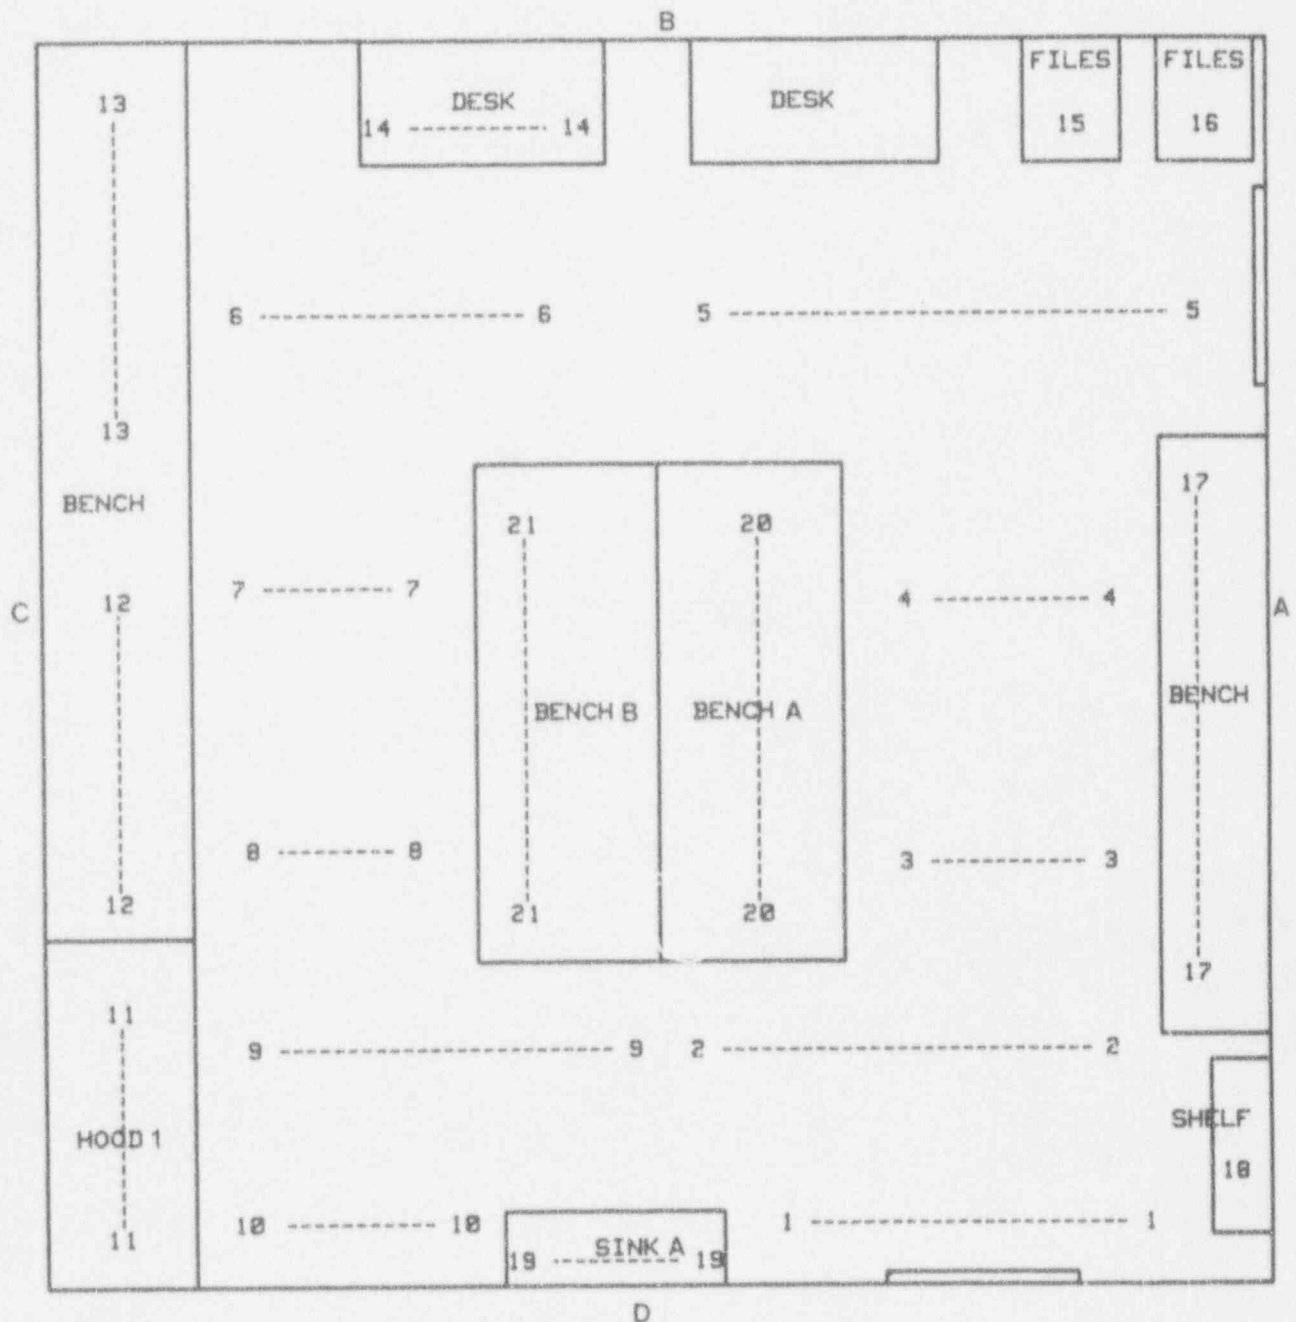 B
FILES FILES
13 DESK DESK
14 14 15 16
6 6 5 5
13
17
BENCH
21 20
7 7 12 4 4
C A
BENCH
BENCH B BENCH A
8 8 3 3
12 21 20
17
11
9 9 2 2
SHELF
HOOD 1
18
10 10 1 1
11 SINK A
19 19
D